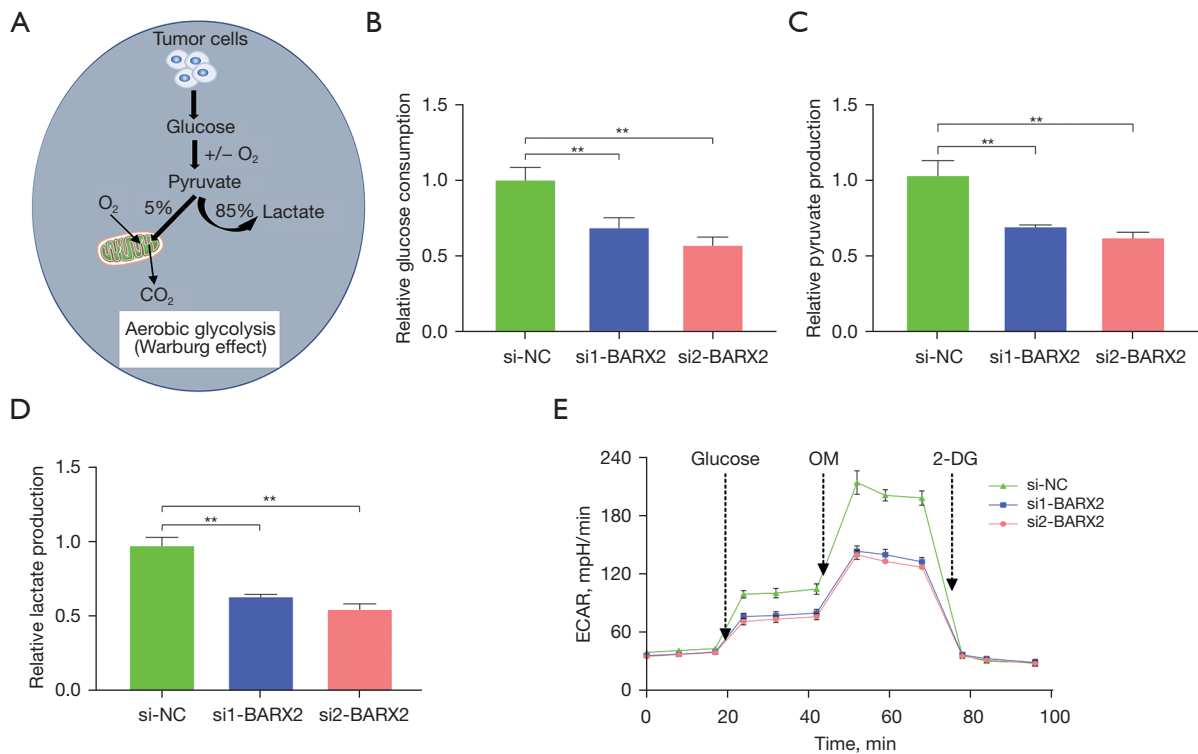 A
Tumor cells
Glucose
+/− O₂
Pyruvate
O₂
5%
85%
Lactate
CO₂
Aerobic glycolysis
(Warburg effect)
B
Relative glucose consumption
1.5
1.0
0.5
0.0
**
**
si-NC si1-BARX2 si2-BARX2
C
Relative pyruvate production
1.5
1.0
0.5
0.0
**
**
si-NC si1-BARX2 si2-BARX2
D
Relative lactate production
1.5
1.0
0.5
0.0
**
**
si-NC si1-BARX2 si2-BARX2
E
ECAR, mpH/min
240
180
120
60
0
Glucose OM 2-DG
si-NC
si1-BARX2
si2-BARX2
0 20 40 60 80 100
Time, min